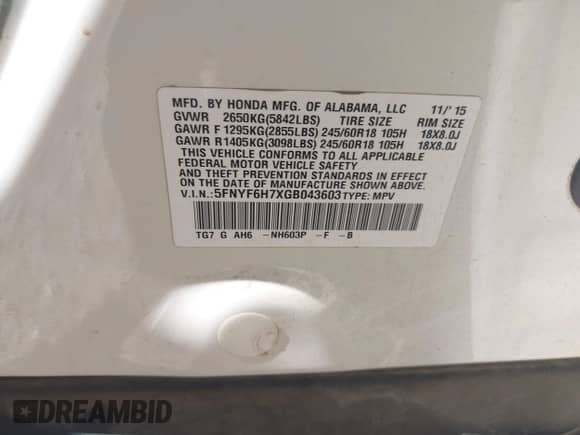 MFD. BY HONDA MFG. OF ALABAMA, LLC 11/'15
GVWR 2650KG(5842LBS) TIRE SIZE RIM SIZE
GAWR F 1295KG(2855LBS) 245/60R18 105H 18X8.0J
GAWR R 1405KG(3098LBS) 245/60R18 105H 18X8.0J
THIS VEHICLE CONFORMS TO ALL APPLICABLE
FEDERAL MOTOR VEHICLE SAFETY
AND THEFT PREVENTION STANDARDS IN EFFECT
ON THE DATE OF MANUFACTURE SHOWN ABOVE.
V.I.N.: 5FNYF6H7XGB043603 TYPE: MPV
TG7 G AH6 -NH603P -F -B
DREAMBID